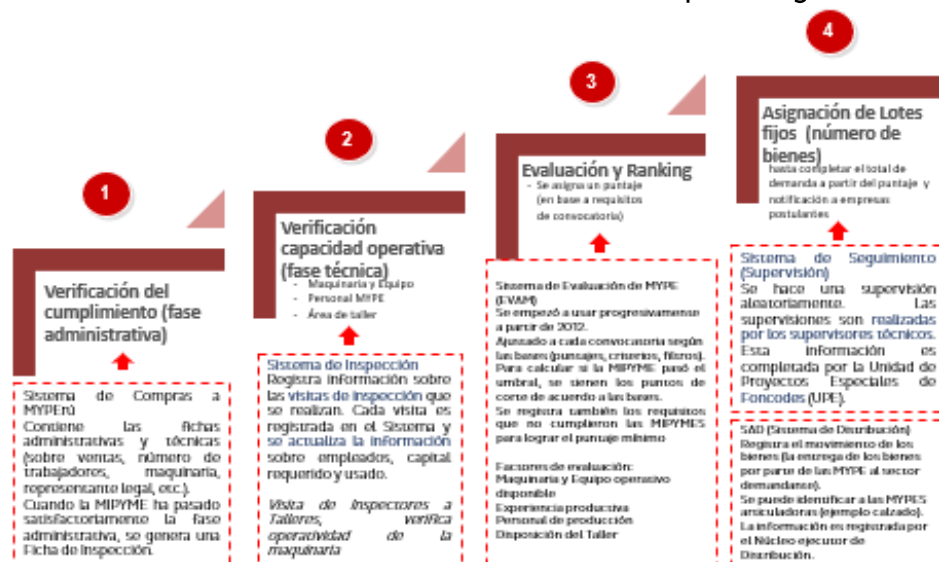 1
Verificación del
cumplimiento (fase
administrativa)
Sistema de Compras a
MYPErú
Contiene las fichas
administrativas y técnicas
(sobre ventas, número de
trabajadores, maquinaria,
representante legal, etc.).
Cuando la MIPYME ha pasado
satisfactoriamente la fase
administrativa, se genera una
Ficha de Inspección.
2
Verificación
capacidad operativa
(fase técnica)
- Maquinaria y Equipo
- Personal MYPE
- Área de taller
Sistema de Inspección
Registra información sobre
las visitas de inspección que
se realizan. Cada visita es
registrada en el Sistema y
se actualiza la información
sobre empleados, capital
requerido y usado.
Visita de Inspectores a
Talleres, verifica
operatividad de la
maquinaria
3
Evaluación y Ranking
- Se asigna un puntaje
(en base a requisitos
de convocatoria)
Sistema de Evaluación de MYPE
(EVAM)
Se empezó a usar progresivamente
a partir de 2012.
Ajustado a cada convocatoria según
las bases (puntajes, criterios, filtros).
Para calcular si la MIPYME pasó el
umbral, se tienen los puntos de
corte de acuerdo a las bases.
Se registra también los requisitos
que no cumplieron las MIPYMES
para lograr el puntaje mínimo
Factores de evaluación:
Maquinaria y Equipo operativo
disponible
Experiencia productiva
Personal de producción
Disposición del Taller
4
Asignación de Lotes
fijos (número de
bienes)
hasta completar el total de
demanda a partir del puntaje y
notificación a empresas
postulantes
Sistema de Seguimiento
(Supervisión)
Se hace una supervisión
aleatoriamente. Las
supervisiones son realizadas
por los supervisores técnicos.
Esta información es
completada por la Unidad de
Proyectos Especiales de
Foncodes (UPE).
SAD (Sistema de Distribución)
Registra el movimiento de los
bienes (la entrega de los bienes
por parte de las MYPE al sector
demandante).
Se puede identificar a las MYPES
articuladoras (ejemplo calzado).
La información es registrada por
el Núcleo ejecutor de
Distribución.